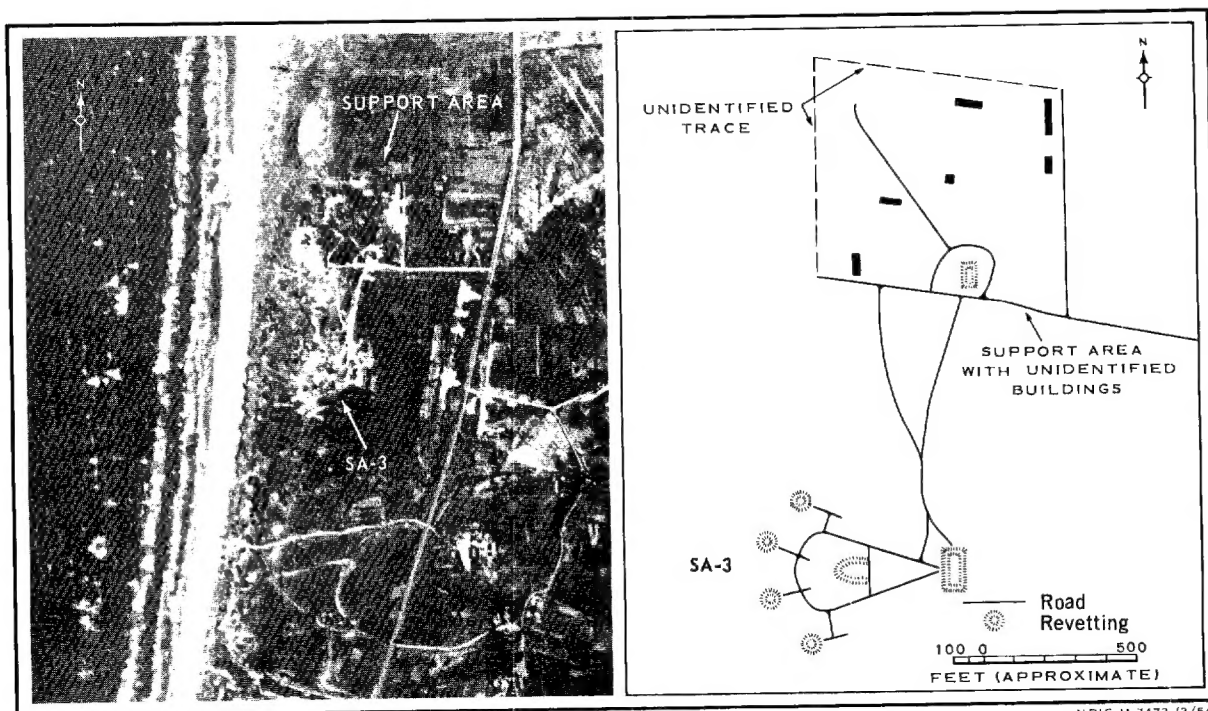 N
SUPPORT AREA
SA-3
N
UNIDENTIFIED
TRACE
SUPPORT AREA
WITH UNIDENTIFIED
BUILDINGS
SA-3
Road
Revetting
100 0 500
FEET (APPROXIMATE)